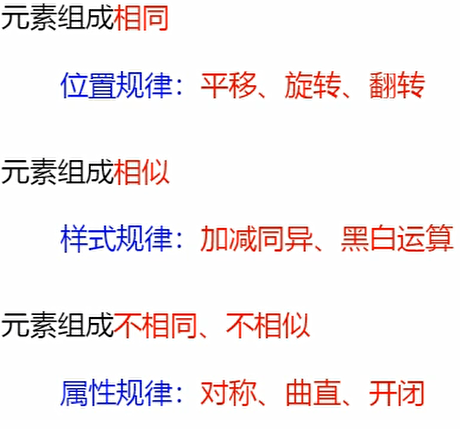 元素组成相同
位置规律：平移、旋转、翻转
元素组成相似
样式规律：加减同异、黑白运算
元素组成不相同、不相似
属性规律：对称、曲直、开闭